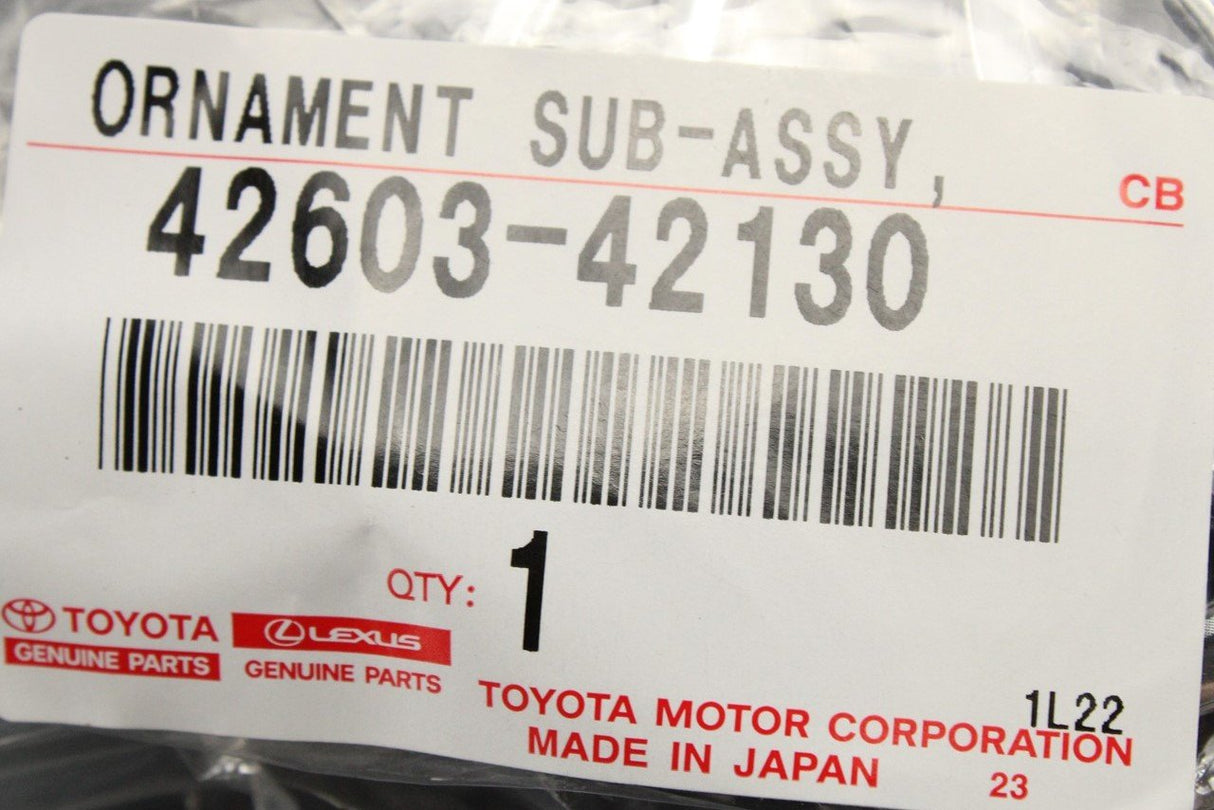 ORNAMENT SUB-ASSY,
CB
42603-42130
QTY: 1
TOYOTA
GENUINE PARTS
LEXUS
GENUINE PARTS
1L22
TOYOTA MOTOR CORPORATION
MADE IN JAPAN
23